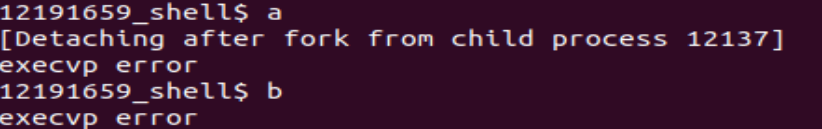 12191659_shell$ a
[Detaching after fork from child process 12137]
execvp error
12191659_shell$ b
execvp error